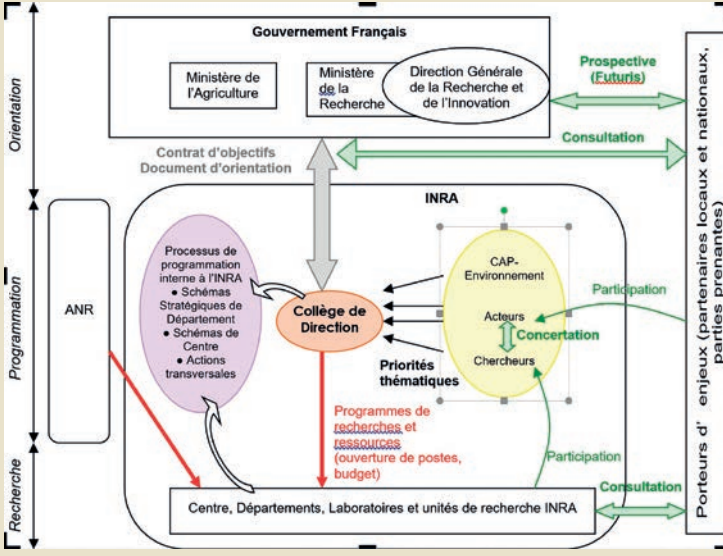 Orientation
Programmation
Recherche
Gouvernement Français
Ministère de
l'Agriculture
Ministère
de la
Recherche
Direction Générale
de la Recherche et
de l'Innovation
Prospective
(Futuris)
Consultation
Contrat d'objectifs
Document d'orientation
INRA
ANR
Processus de
programmation
interne à l'INRA
● Schémas
Stratégiques de
Département
● Schémas de
Centre
● Actions
transversales
Collège de
Direction
CAP-
Environnement
Acteurs
Concertation
Chercheurs
Priorités
thématiques
Participation
Programmes de
recherches et
ressources
(ouverture de postes,
budget)
Participation
Consultation
Centre, Départements, Laboratoires et unités de recherche INRA
Porteurs d' enjeux (partenaires locaux et nationaux,
parties prenantes)